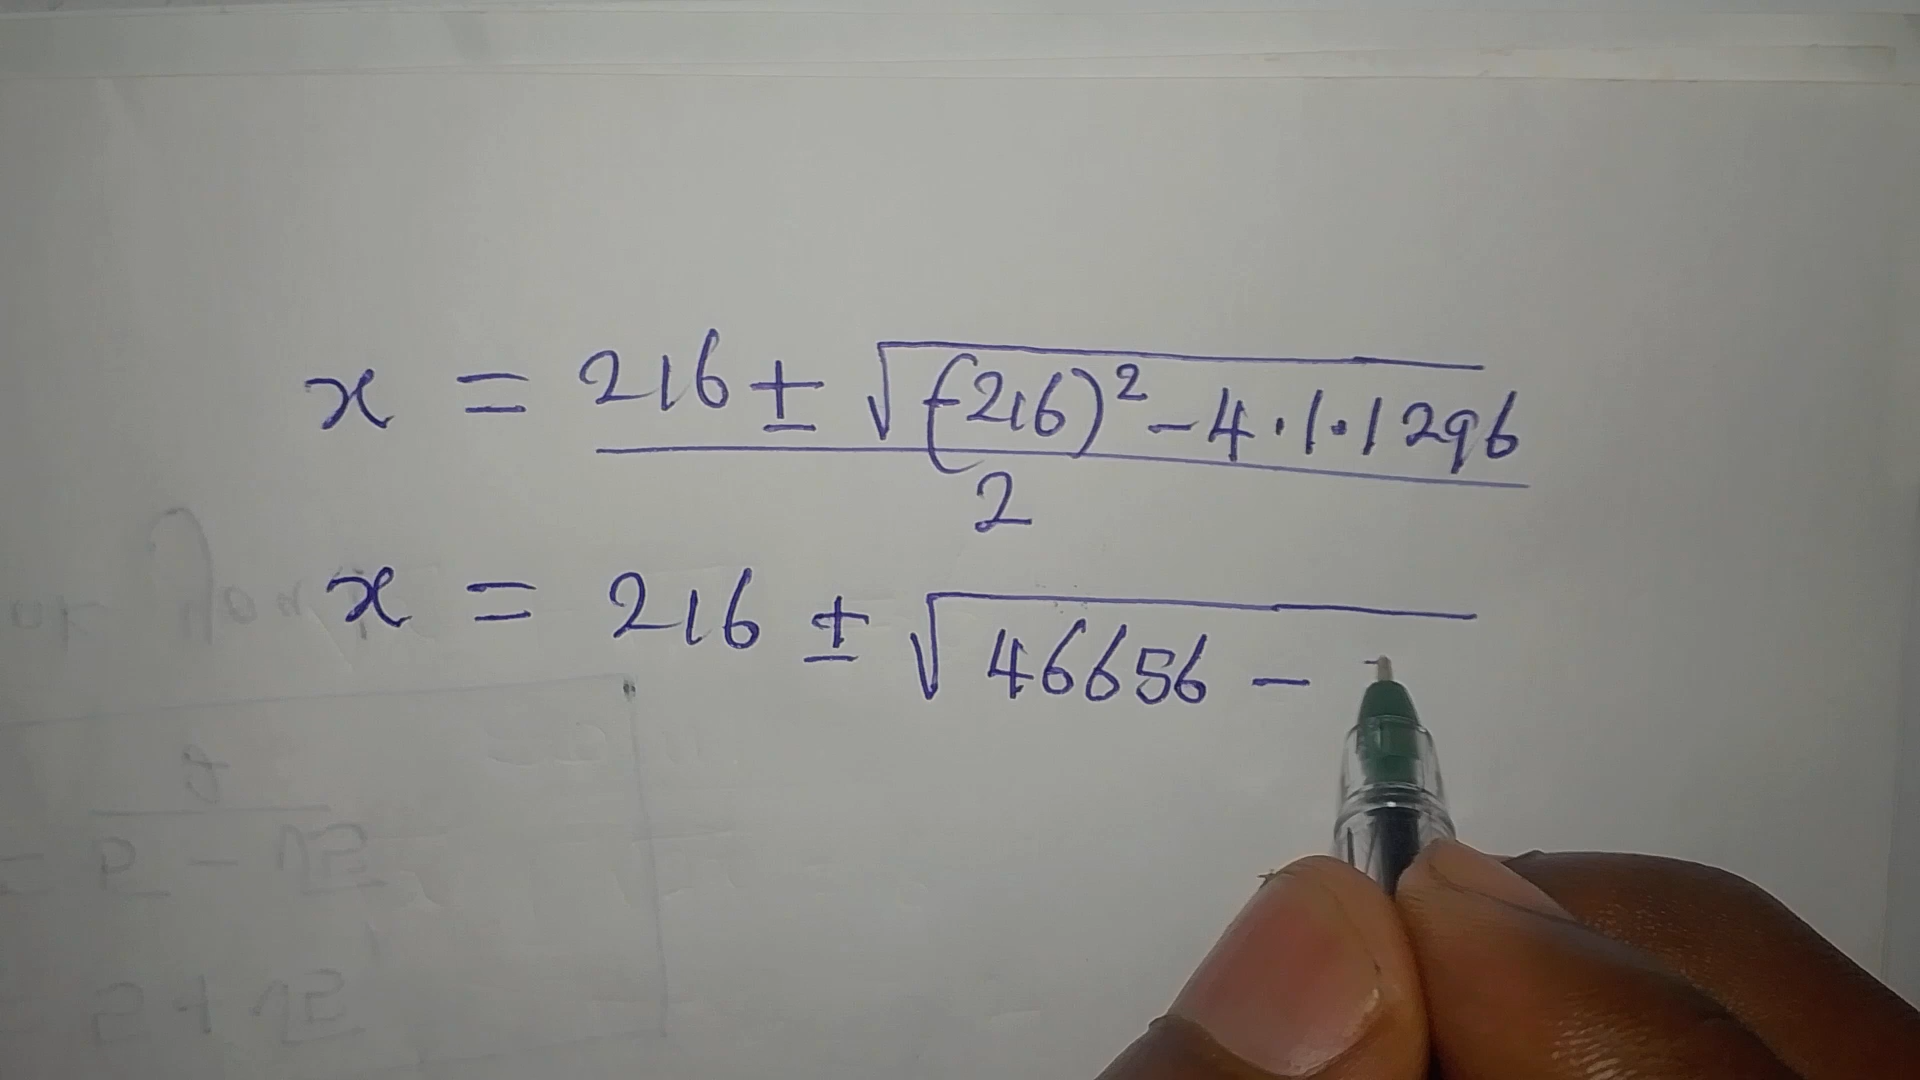 x = 216 ± √(-216)² - 4·1·1296
2
x = 216 ± √46656 -